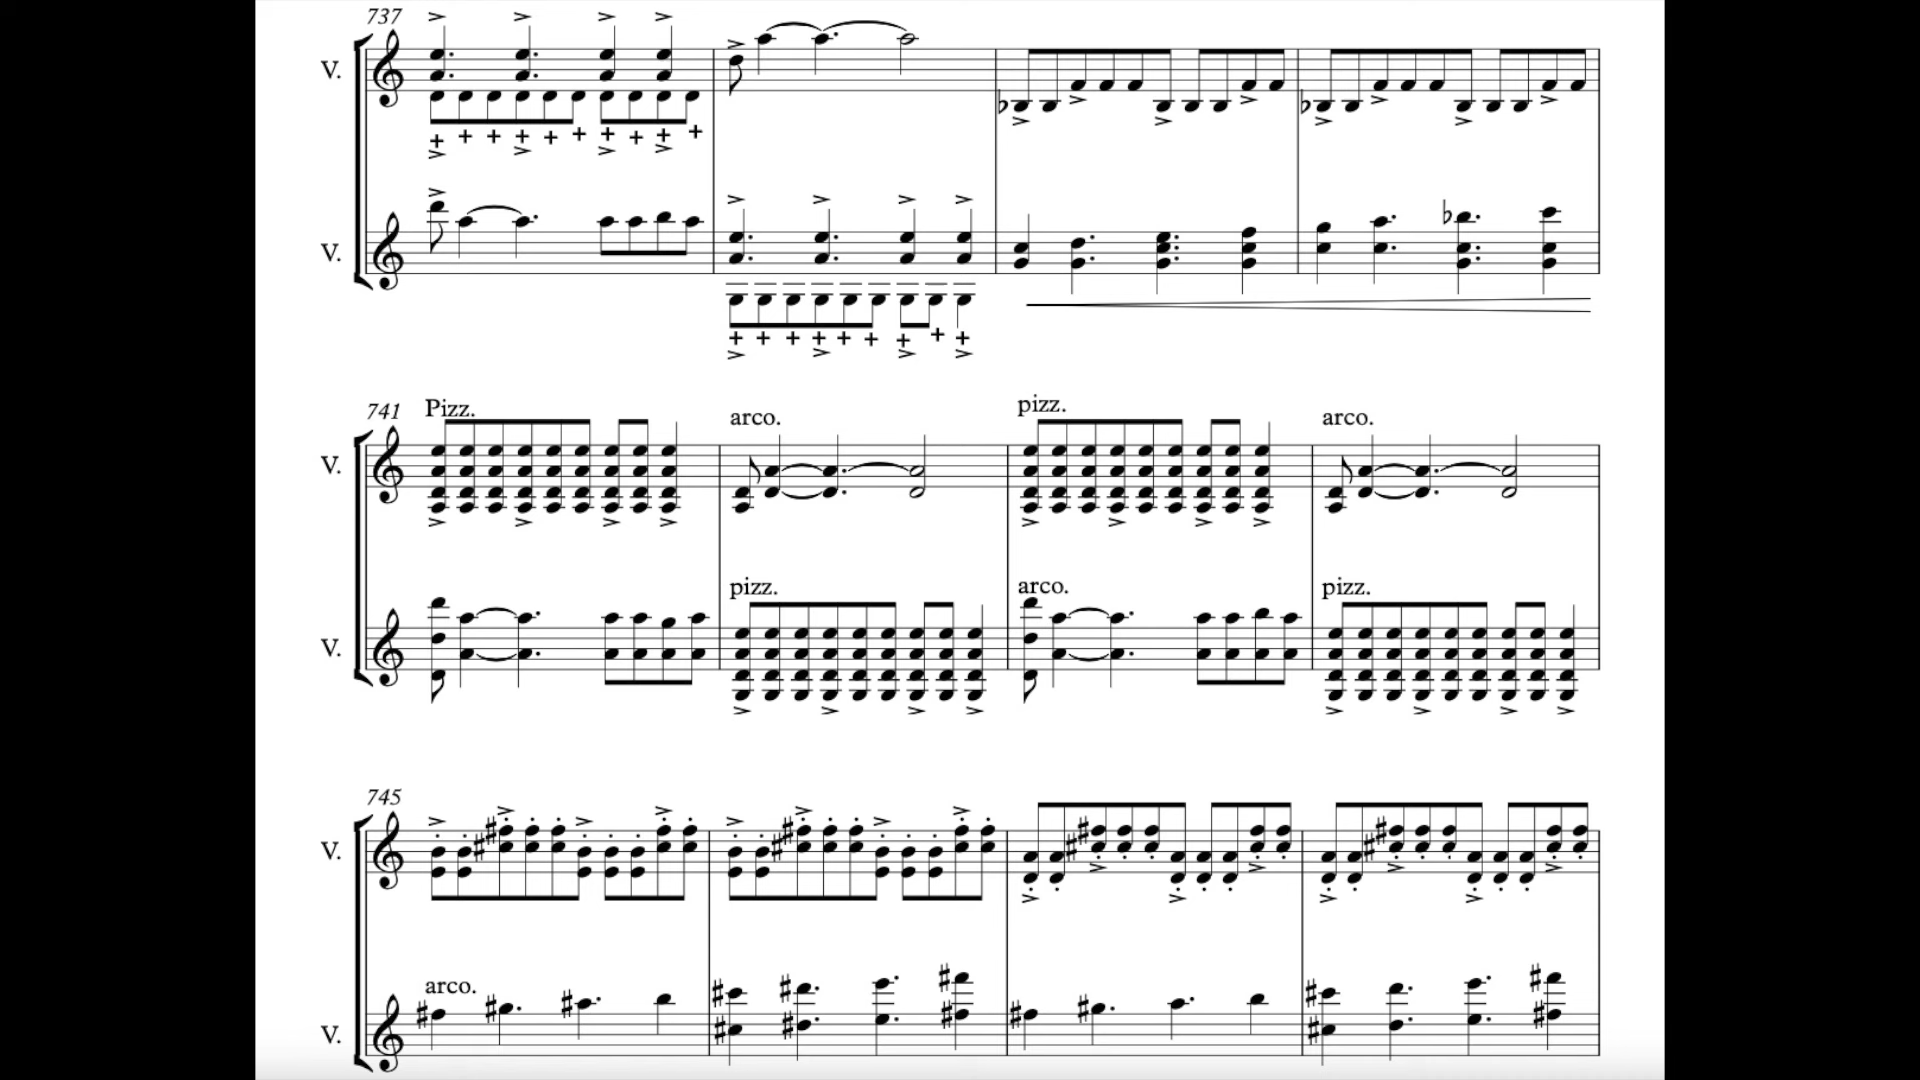 737
V.
V.
741 Pizz. arco. pizz. arco.
V.
pizz. arco. pizz.
V.
745
V.
arco.
V.